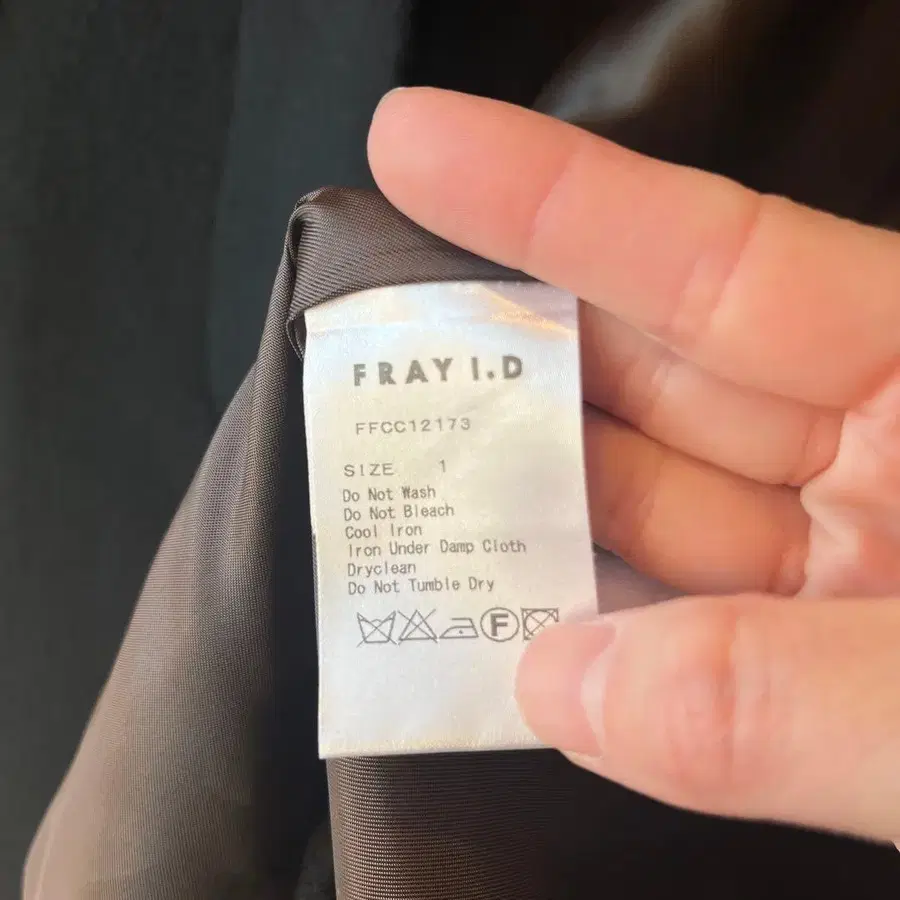 FRAY I.D
FFCC12173
SIZE 1
Do Not Wash
Do Not Bleach
Cool Iron
Iron Under Damp Cloth
Dryclean
Do Not Tumble Dry
F